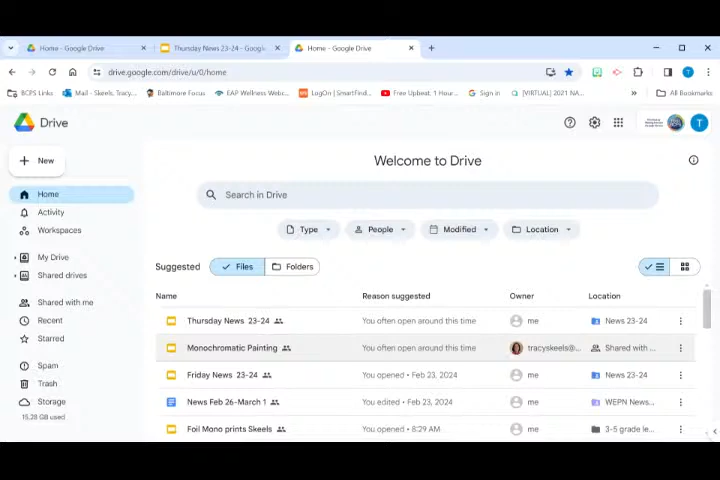 Home - Google Drive
Thursday News 23-24 - Google
Home - Google Drive
drive.google.com/drive/u/0/home
BCPS Links
Mail - Skeels, Tracy...
Baltimore Focus
EAP Wellness Web...
LogOn | SmartFind...
Free Upbeat: 1 Hour...
Sign in
[VIRTUAL] 2021 NA...
»
All Bookmarks
T
Drive
T
New
Welcome to Drive
Home
Activity
Workspaces
My Drive
Shared drives
Shared with me
Recent
Starred
Spam
Trash
Storage
15.28 GB used
Search in Drive
Type
People
Modified
Location
Suggested
Files
Folders
Name Reason suggested Owner Location
Thursday News 23-24 You often open around this time me News 23-24
Monochromatic Painting You often open around this time tracyskeels@... Shared with ...
Friday News 23-24 You opened • Feb 23, 2024 me News 23-24
News Feb 26-March 1 You edited • Feb 23, 2024 me WEPN News...
Foil Mono prints Skeels You opened • 8:29 AM me 3-5 grade le...